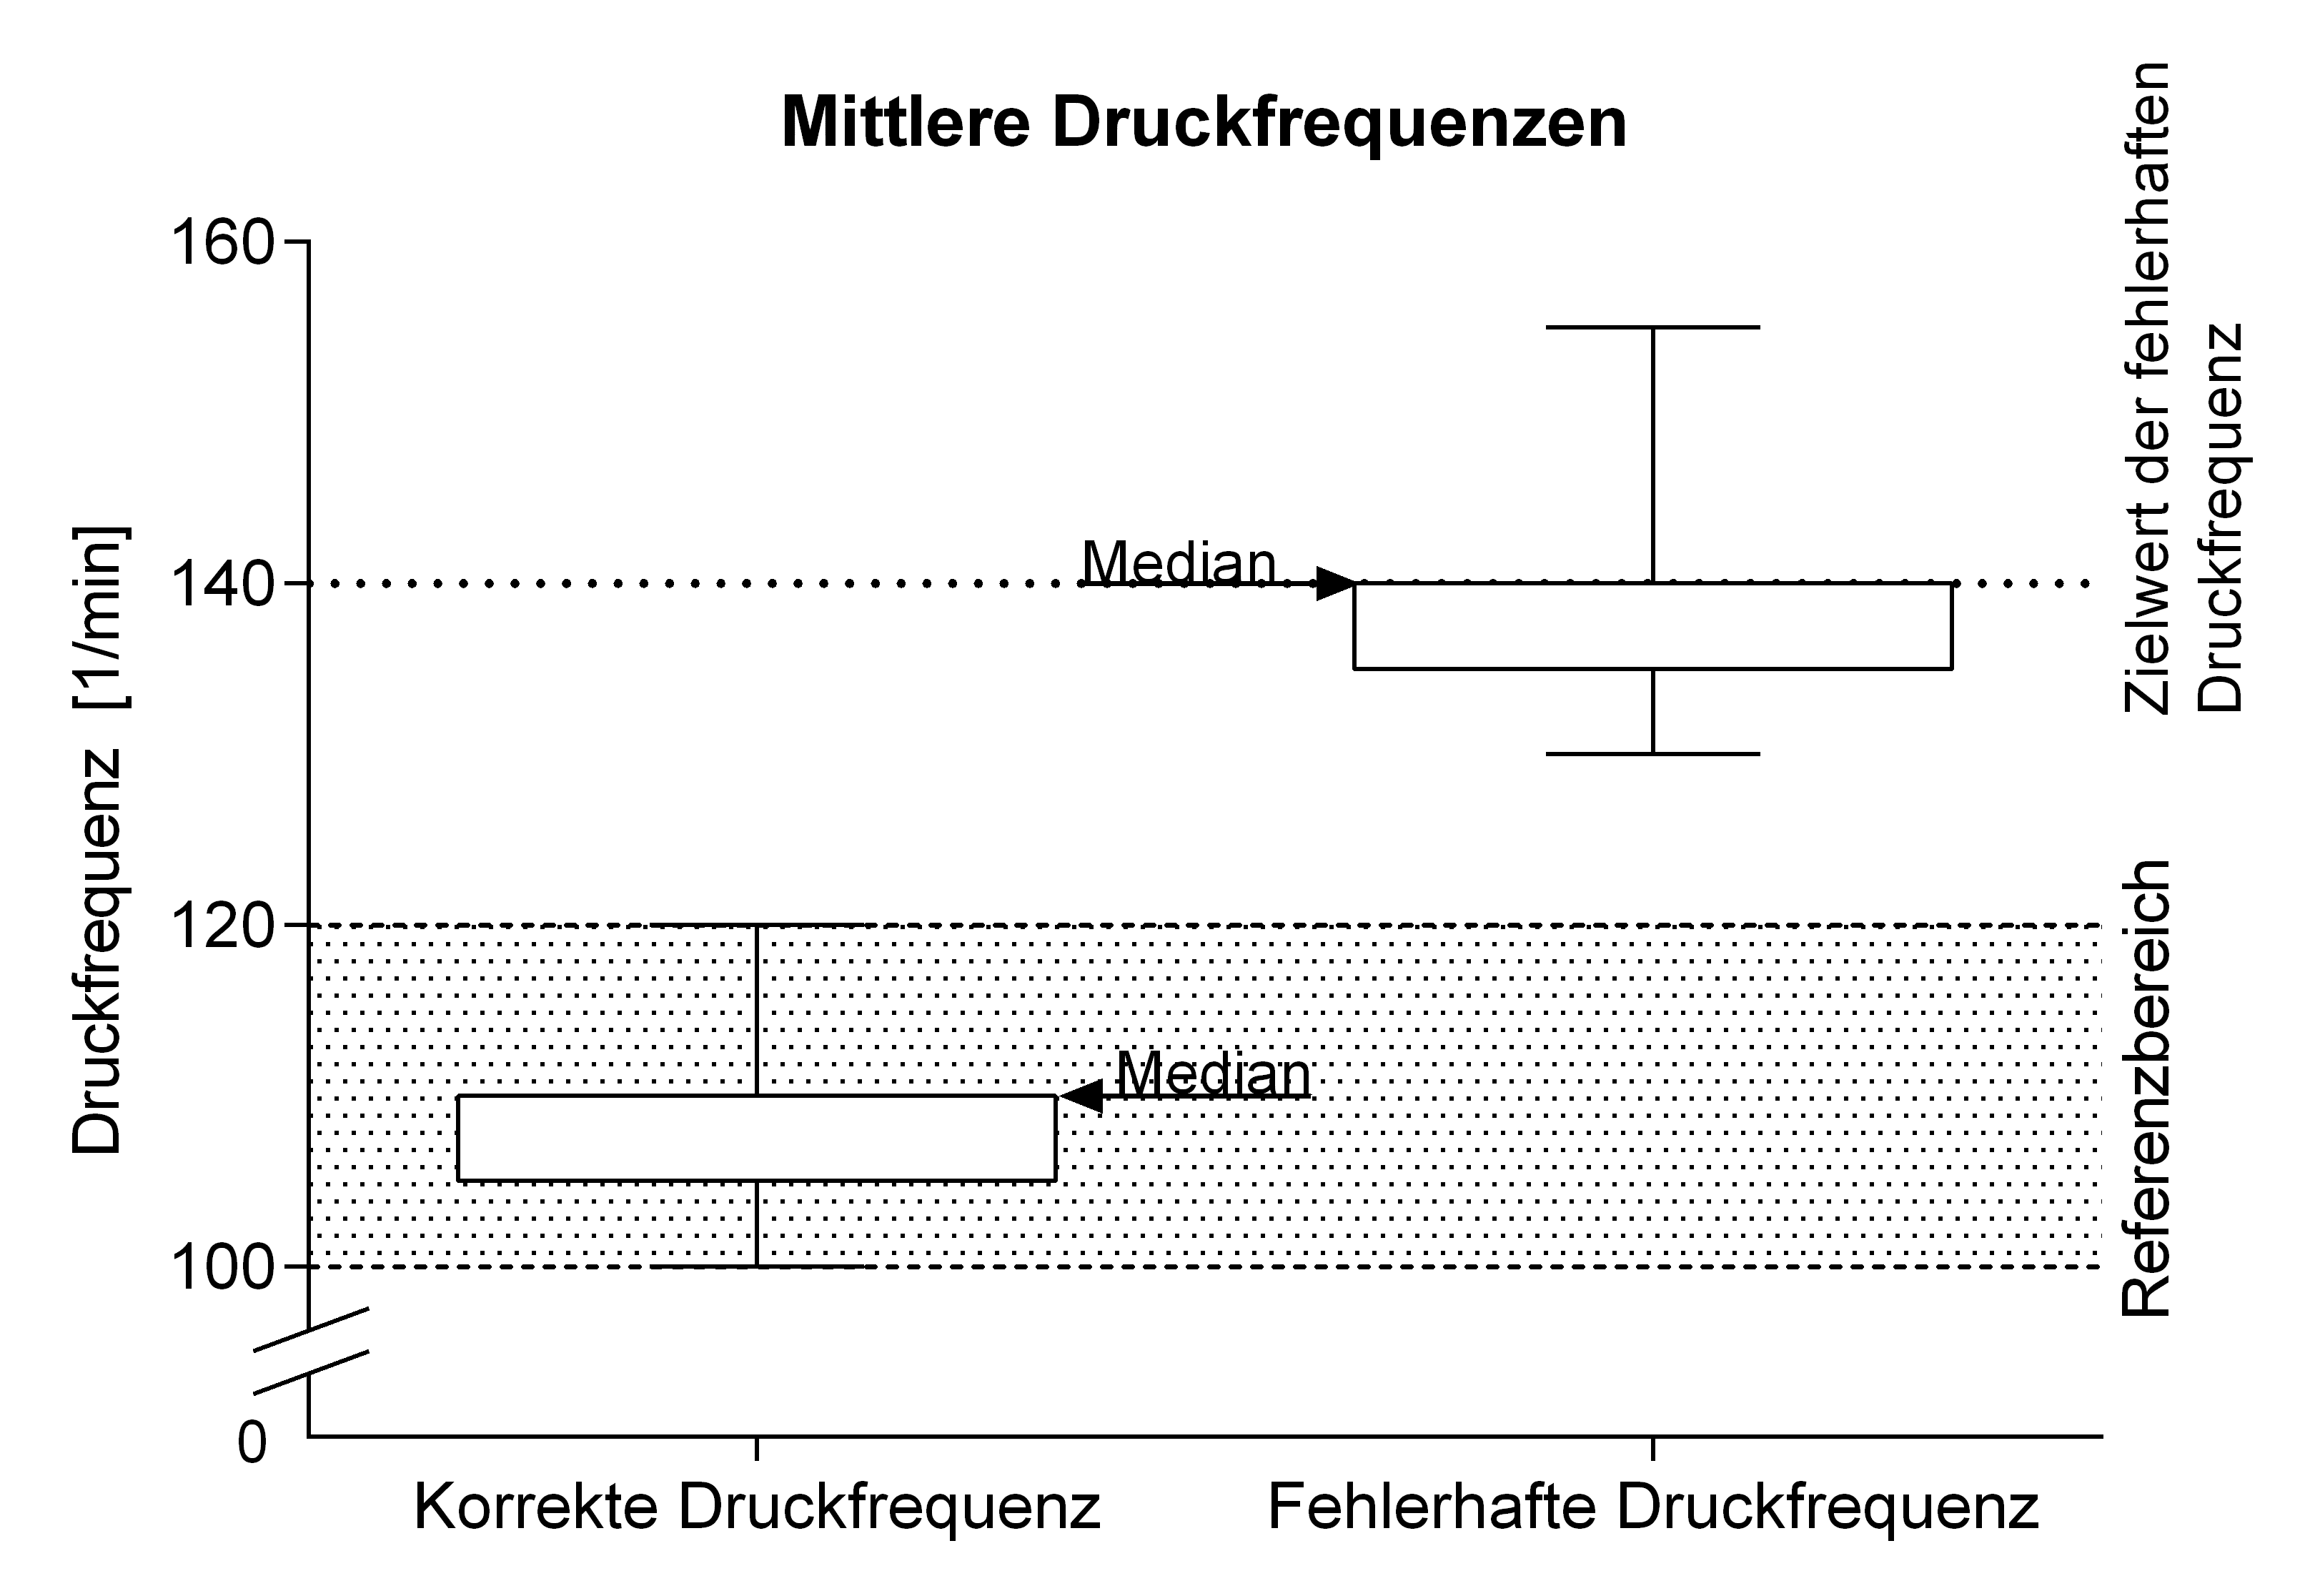 Mittlere Druckfrequenzen
Druckfrequenz [1/min]
160
140
120
100
0
Median
Median
Zielwert der fehlerhaften
Druckfrequenz
Referenzbereich
Korrekte Druckfrequenz
Fehlerhafte Druckfrequenz